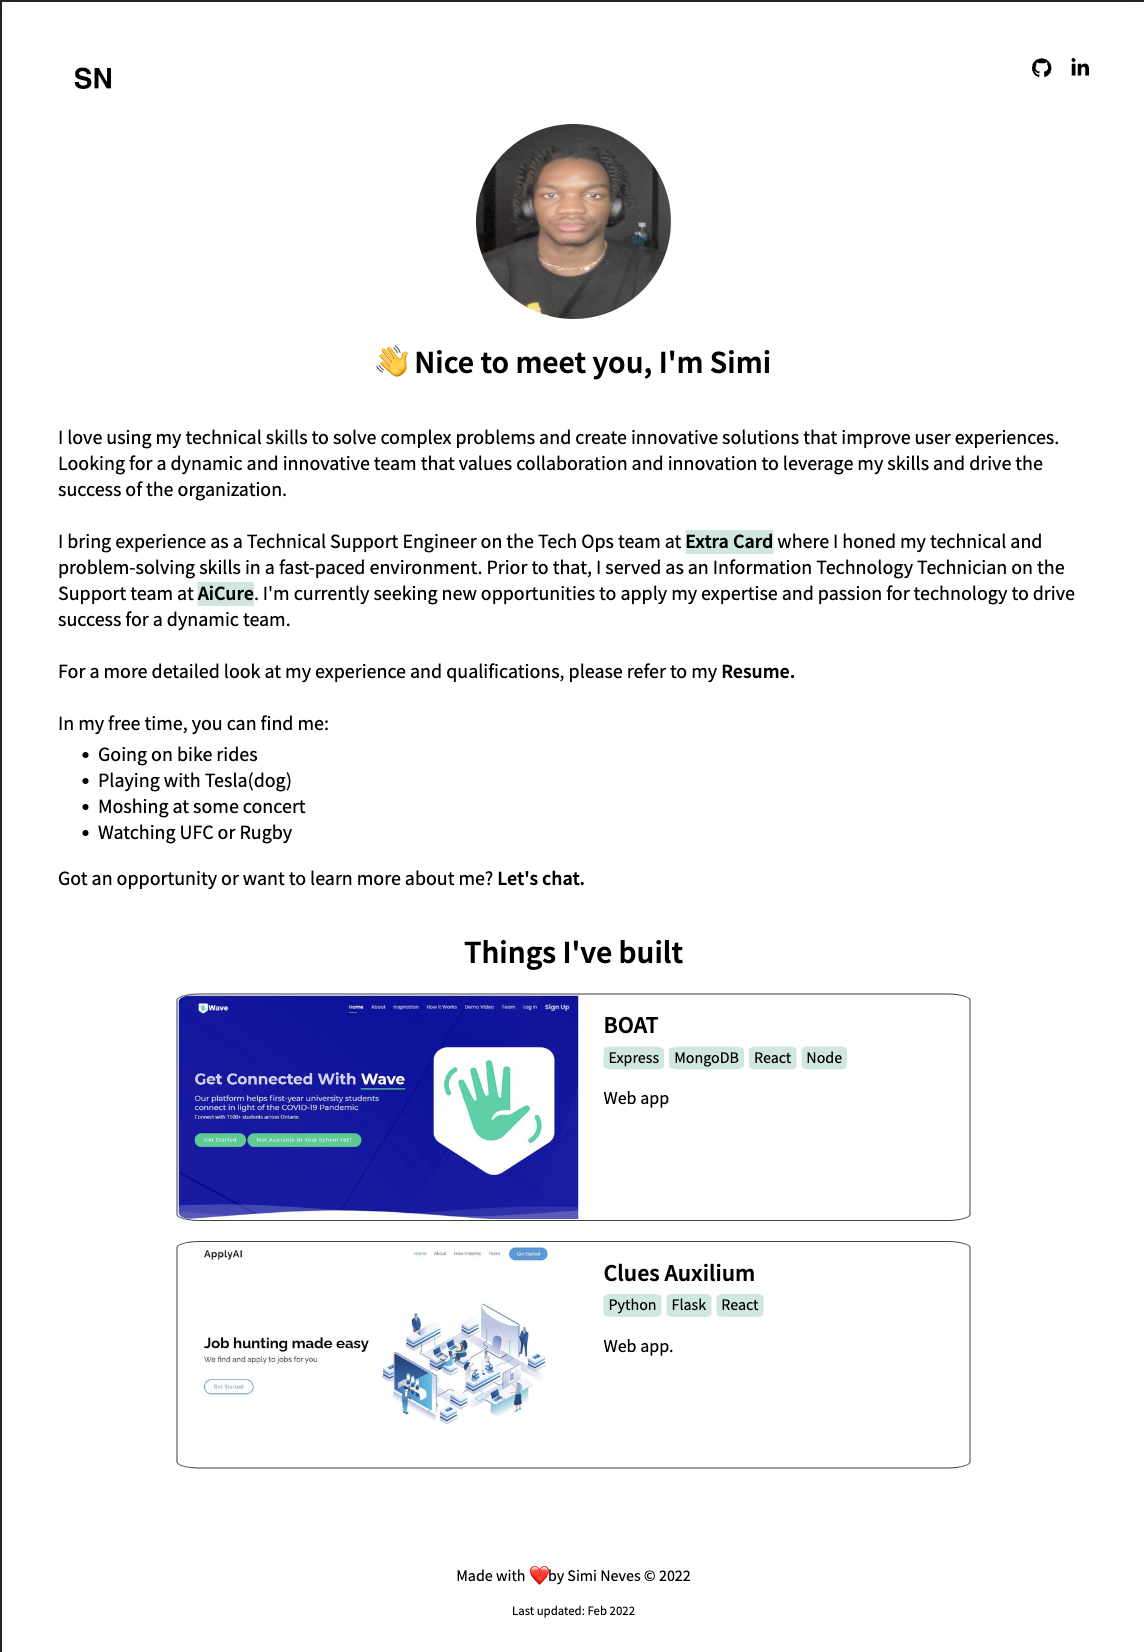 SN
in
👋 Nice to meet you, I'm Simi
I love using my technical skills to solve complex problems and create innovative solutions that improve user experiences.
Looking for a dynamic and innovative team that values collaboration and innovation to leverage my skills and drive the
success of the organization.
I bring experience as a Technical Support Engineer on the Tech Ops team at Extra Card where I honed my technical and
problem-solving skills in a fast-paced environment. Prior to that, I served as an Information Technology Technician on the
Support team at AiCure. I'm currently seeking new opportunities to apply my expertise and passion for technology to drive
success for a dynamic team.
For a more detailed look at my experience and qualifications, please refer to my Resume.
In my free time, you can find me:
• Going on bike rides
• Playing with Tesla(dog)
• Moshing at some concert
• Watching UFC or Rugby
Got an opportunity or want to learn more about me? Let's chat.
Things I've built
Wave Home About Inspiration How It Works Demo Video Team Log In Sign Up
Get Connected With Wave
Our platform helps first-year university students
connect in light of the COVID-19 Pandemic
Connect with 1500+ students across Ontario
Get Started Not Available At Your School Yet?
BOAT
Express MongoDB React Node
Web app
ApplyAI Home About How It Works Team Get Started
Job hunting made easy
We find and apply to jobs for you
Get Started
Clues Auxilium
Python Flask React
Web app.
Made with ❤️by Simi Neves © 2022
Last updated: Feb 2022